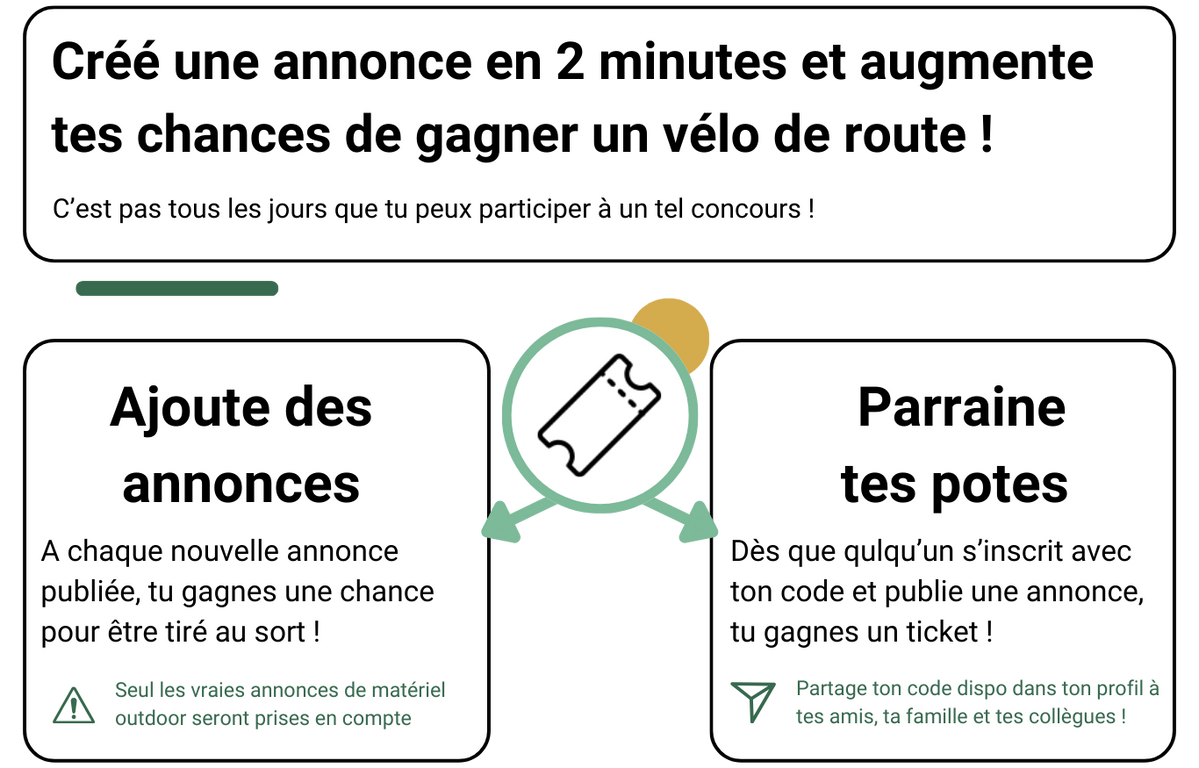 Créé une annonce en 2 minutes et augmente
tes chances de gagner un vélo de route !
C’est pas tous les jours que tu peux participer à un tel concours !
Ajoute des
annonces
A chaque nouvelle annonce
publiée, tu gagnes une chance
pour être tiré au sort !
Seul les vraies annonces de matériel
outdoor seront prises en compte
Parraine
tes potes
Dès que qulqu’un s’inscrit avec
ton code et publie une annonce,
tu gagnes un ticket !
Partage ton code dispo dans ton profil à
tes amis, ta famille et tes collègues !